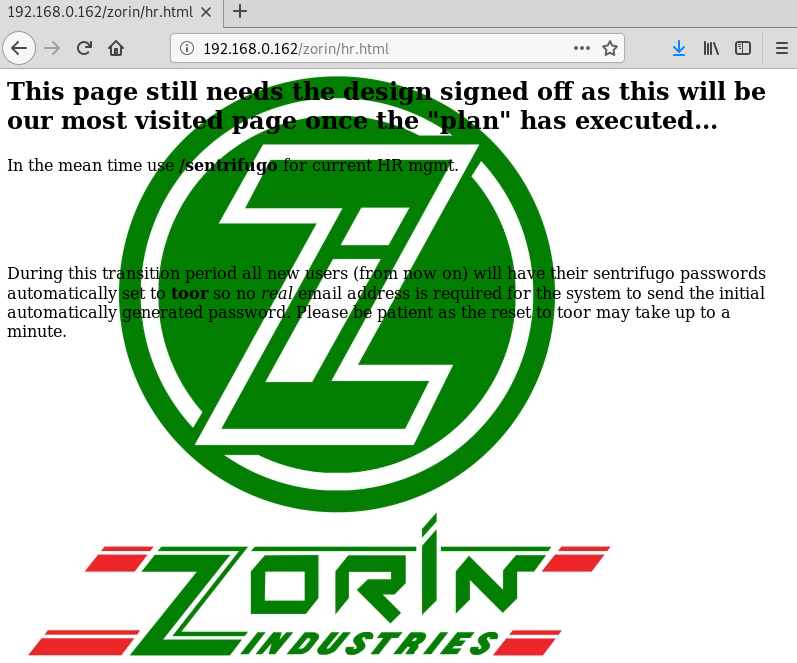 192.168.0.162/zorin/hr.html
192.168.0.162/zorin/hr.html
This page still needs the design signed off as this will be
our most visited page once the "plan" has executed...
In the mean time use /sentrifugo for current HR mgmt.
During this transition period all new users (from now on) will have their sentrifugo passwords
automatically set to toor so no real email address is required for the system to send the initial
automatically generated password. Please be patient as the reset to toor may take up to a
minute.
ZORIN
INDUSTRIES